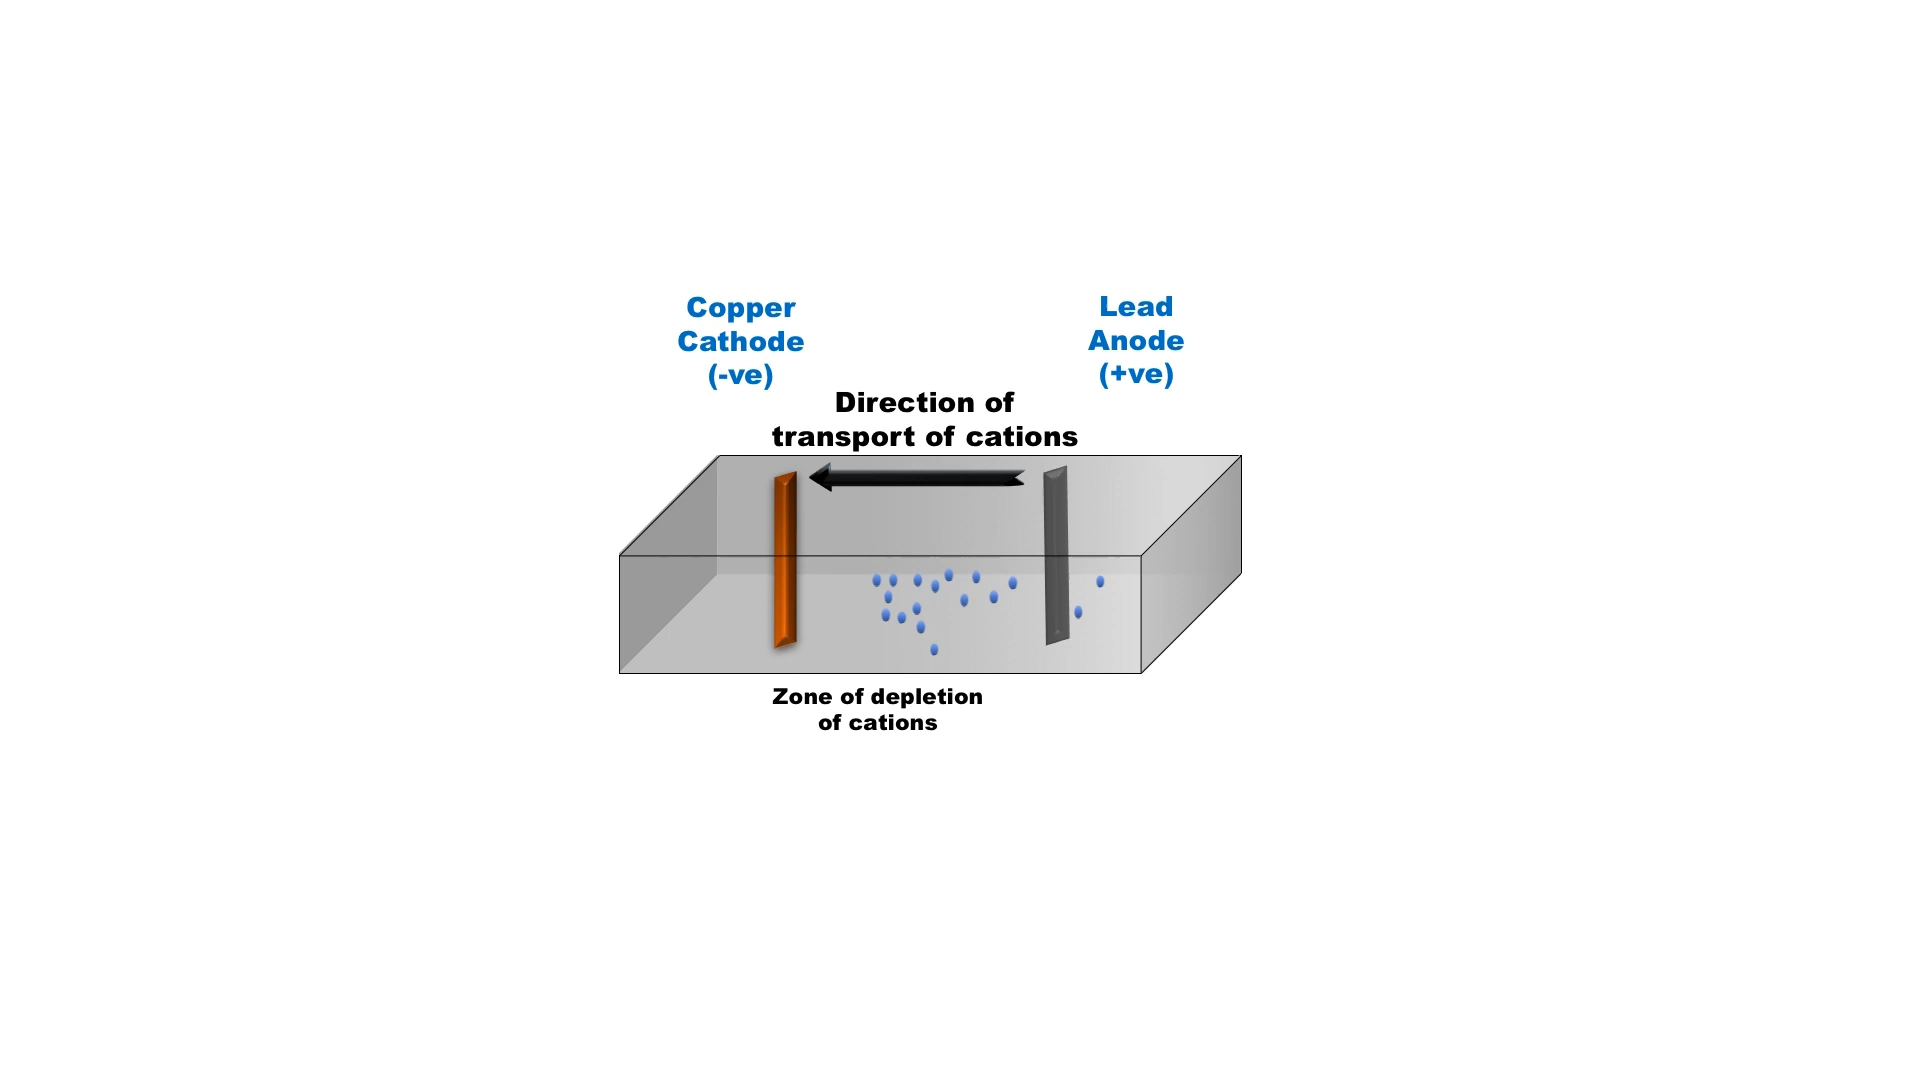 Copper
Cathode
(-ve)
Lead
Anode
(+ve)
Direction of
transport of cations
Zone of depletion
of cations